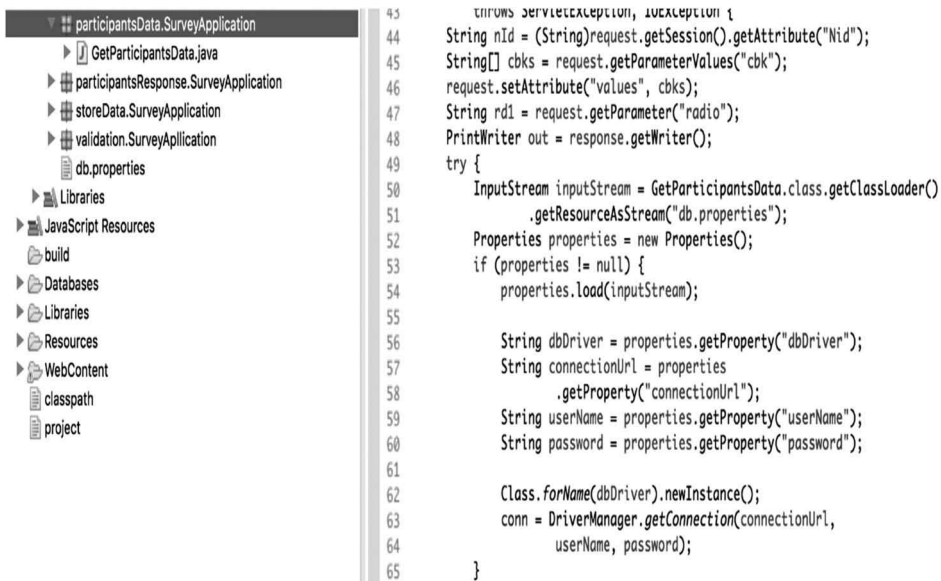 participantsData.SurveyApplication
GetParticipantsData.java
participantsResponse.SurveyApplication
storeData.SurveyApplication
validation.SurveyApllication
db.properties
Libraries
JavaScript Resources
build
Databases
Libraries
Resources
WebContent
classpath
project
43 throws ServletException, IOException {
44 String nId = (String)request.getSession().getAttribute("Nid");
45 String[] cbks = request.getParameterValues("cbk");
46 request.setAttribute("values", cbks);
47 String rd1 = request.getParameter("radio");
48 PrintWriter out = response.getWriter();
49 try {
50 InputStream inputStream = GetParticipantsData.class.getClassLoader()
51 .getResourceAsStream("db.properties");
52 Properties properties = new Properties();
53 if (properties != null) {
54 properties.load(inputStream);
55
56 String dbDriver = properties.getProperty("dbDriver");
57 String connectionUrl = properties
58 .getProperty("connectionUrl");
59 String userName = properties.getProperty("userName");
60 String password = properties.getProperty("password");
61
62 Class.forName(dbDriver).newInstance();
63 conn = DriverManager.getConnection(connectionUrl,
64 userName, password);
65 }